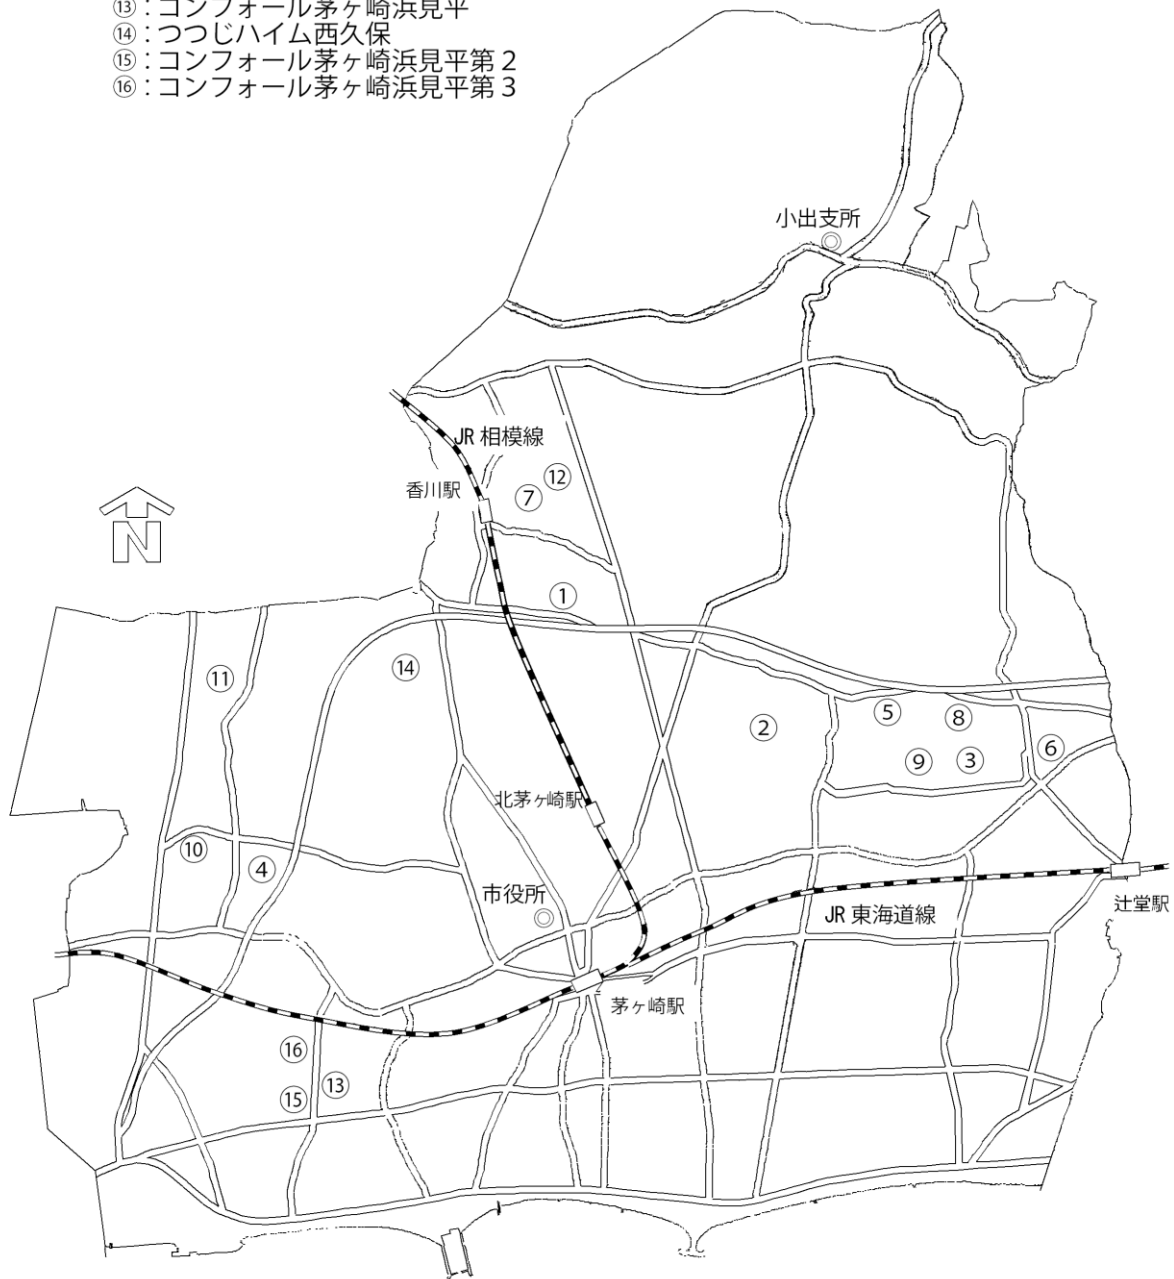 ⑬：コンフォール茅ヶ崎浜見平
⑭：つつじハイム西久保
⑮：コンフォール茅ヶ崎浜見平第２
⑯：コンフォール茅ヶ崎浜見平第３
小出支所
JR 相模線
⑫
香川駅
⑦
N
①
⑭
⑪
⑤
⑧
②
⑥
⑨
③
北茅ヶ崎駅
⑩
④
市役所
辻堂駅
JR 東海道線
茅ヶ崎駅
⑯
⑬
⑮